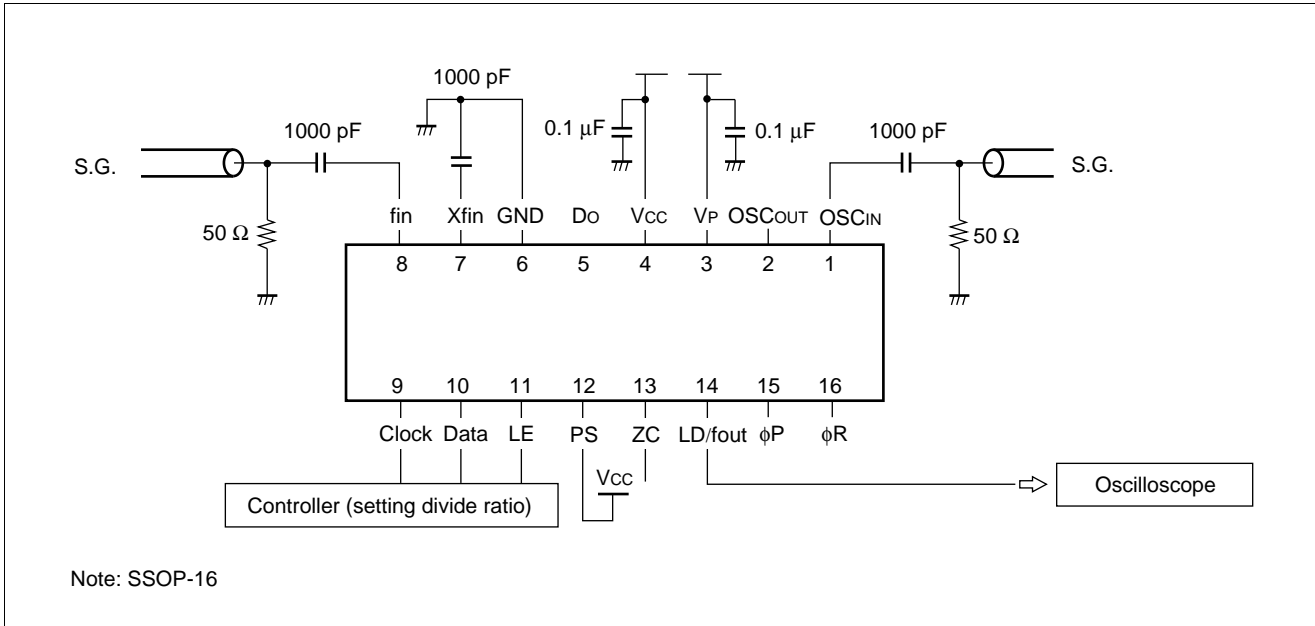 1000 pF
1000 pF
0.1 μF
0.1 μF
1000 pF
S.G.
S.G.
50 Ω
50 Ω
fin Xfin GND DO VCC VP OSCOUT OSCIN
8 7 6 5 4 3 2 1
9 10 11 12 13 14 15 16
Clock Data LE PS ZC LD/fout ϕP ϕR
VCC
Controller (setting divide ratio)
Oscilloscope
Note: SSOP-16